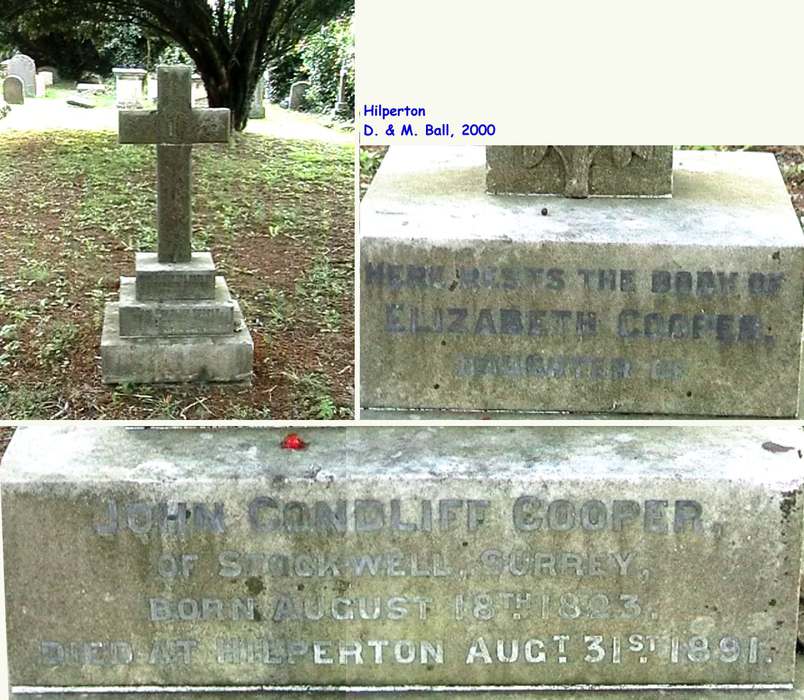 Hilperton
D. & M. Ball, 2000
HERE RESTS THE BODY OF
ELIZABETH COOPER,
DAUGHTER OF
JOHN CONDLIFF COOPER,
OF STOCKWELL, SURREY,
BORN AUGUST 18TH 1823.
DIED AT HILPERTON AUGT. 31ST. 1891.